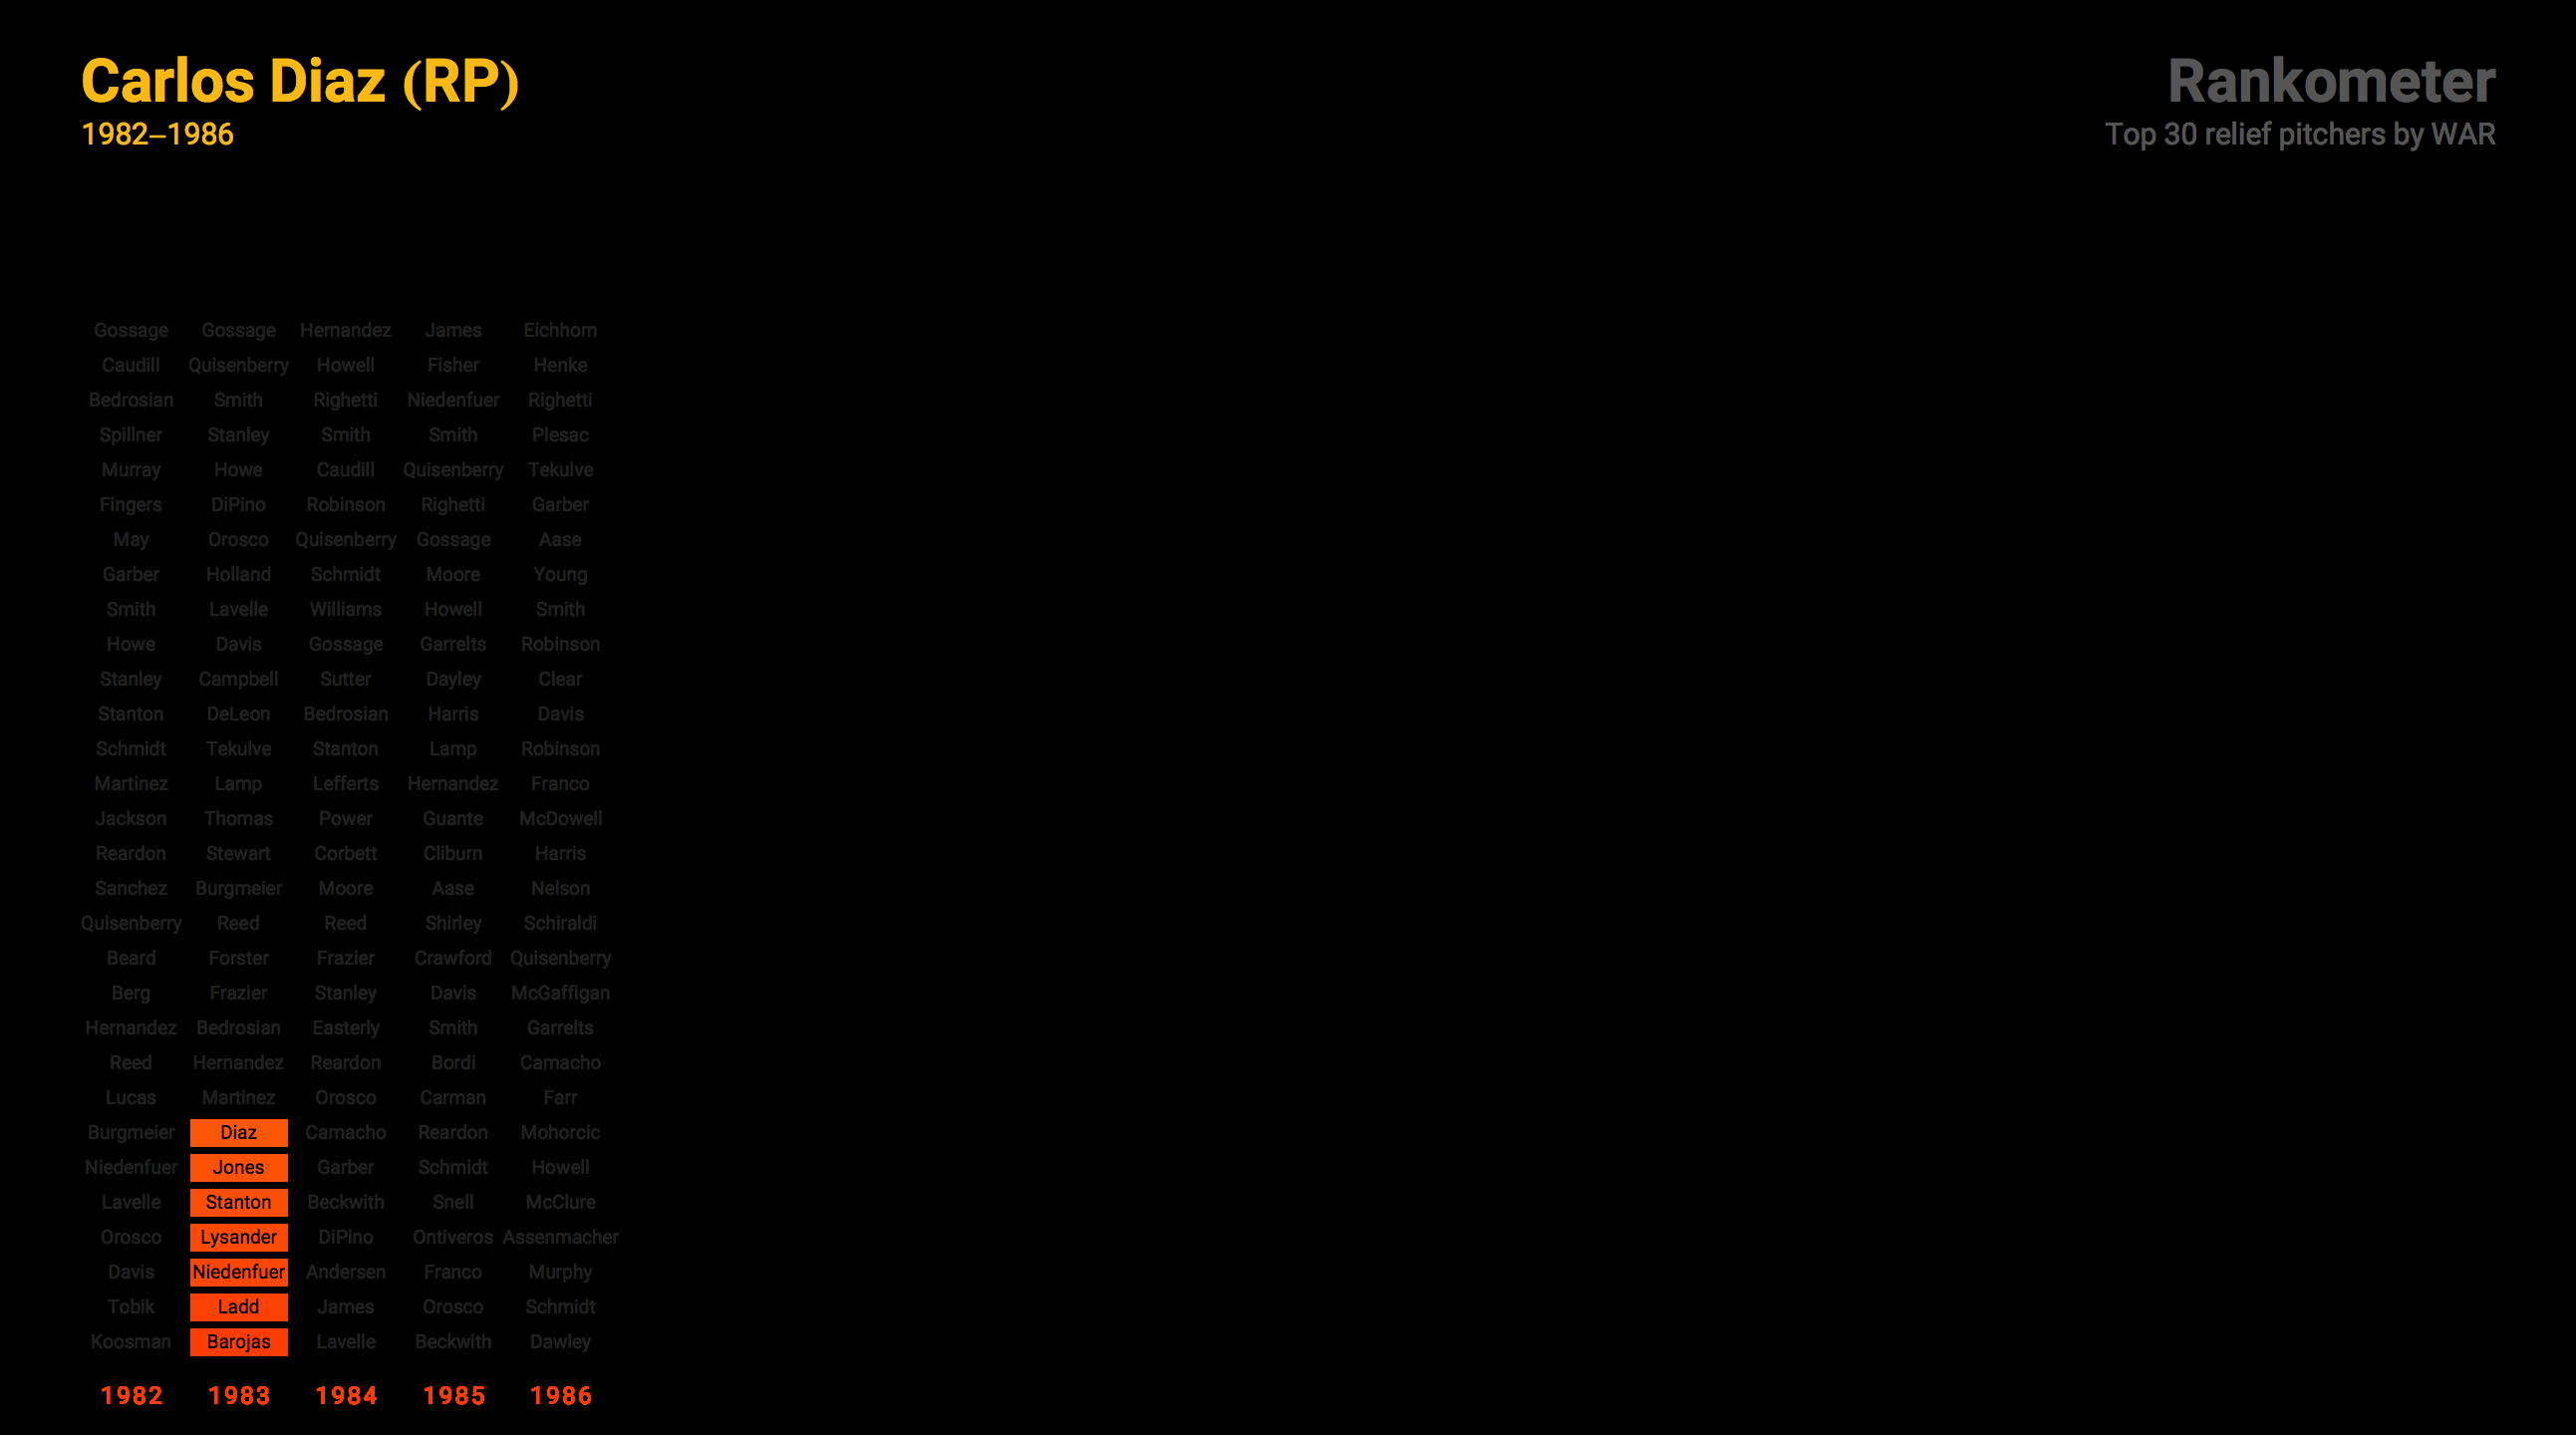 Carlos Diaz (RP)
1982–1986
Rankometer
Top 30 relief pitchers by WAR
Gossage Gossage Hernandez James Eichhorn
Caudill Quisenberry Howell Fisher Henke
Bedrosian Smith Righetti Niedenfuer Righetti
Spillner Stanley Smith Smith Plesac
Murray Howe Caudill Quisenberry Tekulve
Fingers DiPino Robinson Righetti Garber
May Orosco Quisenberry Gossage Aase
Garber Holland Schmidt Moore Young
Smith Lavelle Williams Howell Smith
Howe Davis Gossage Garrelts Robinson
Stanley Campbell Sutter Dayley Clear
Stanton DeLeon Bedrosian Harris Davis
Schmidt Tekulve Stanton Lamp Robinson
Martinez Lamp Lefferts Hernandez Franco
Jackson Thomas Power Guante McDowell
Reardon Stewart Corbett Cliburn Harris
Sanchez Burgmeier Moore Aase Nelson
Quisenberry Reed Reed Shirley Schiraldi
Beard Forster Frazier Crawford Quisenberry
Berg Frazier Stanley Davis McGaffigan
Hernandez Bedrosian Easterly Smith Garrelts
Reed Hernandez Reardon Bordi Camacho
Lucas Martinez Orosco Carman Farr
Burgmeier Diaz Camacho Reardon Mohorcic
Niedenfuer Jones Garber Schmidt Howell
Lavelle Stanton Beckwith Snell McClure
Orosco Lysander DiPino Ontiveros Assenmacher
Davis Niedenfuer Andersen Franco Murphy
Tobik Ladd James Orosco Schmidt
Koosman Barojas Lavelle Beckwith Dawley
1982 1983 1984 1985 1986